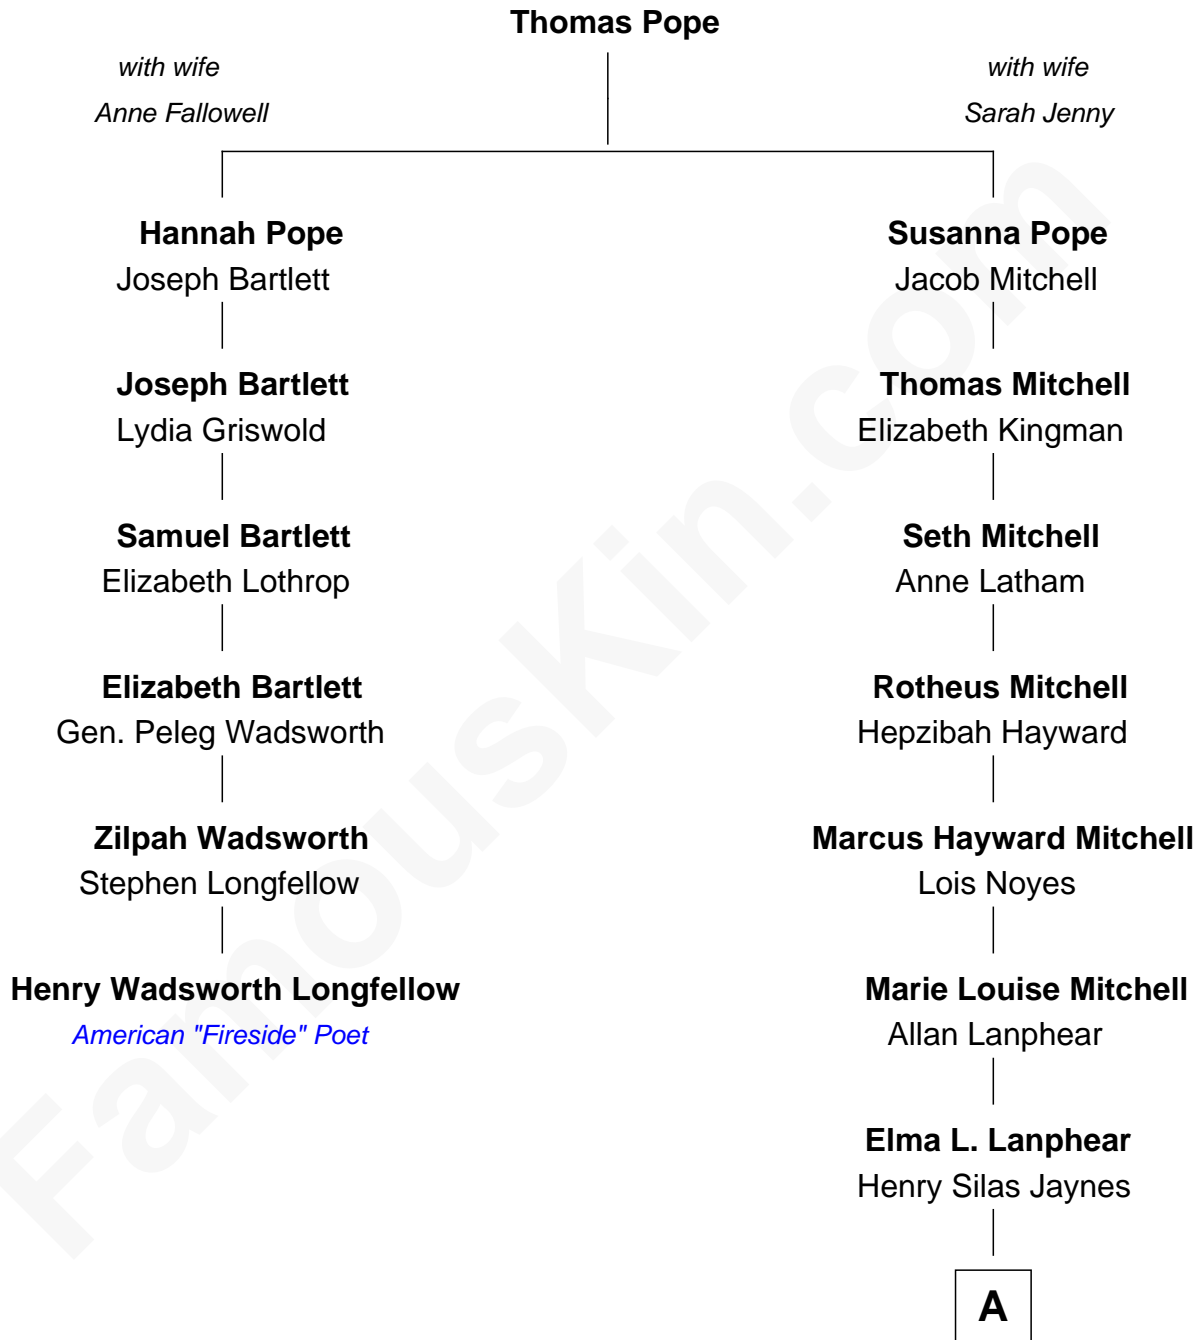 Thomas Pope
with wife
Anne Fallowell
with wife
Sarah Jenny
Hannah Pope
Joseph Bartlett
Susanna Pope
Jacob Mitchell
Joseph Bartlett
Lydia Griswold
Thomas Mitchell
Elizabeth Kingman
Samuel Bartlett
Elizabeth Lothrop
Seth Mitchell
Anne Latham
Elizabeth Bartlett
Gen. Peleg Wadsworth
Rotheus Mitchell
Hepzibah Hayward
Zilpah Wadsworth
Stephen Longfellow
Marcus Hayward Mitchell
Lois Noyes
Henry Wadsworth Longfellow
American "Fireside" Poet
Marie Louise Mitchell
Allan Lanphear
Elma L. Lanphear
Henry Silas Jaynes
A
FamousKin.com